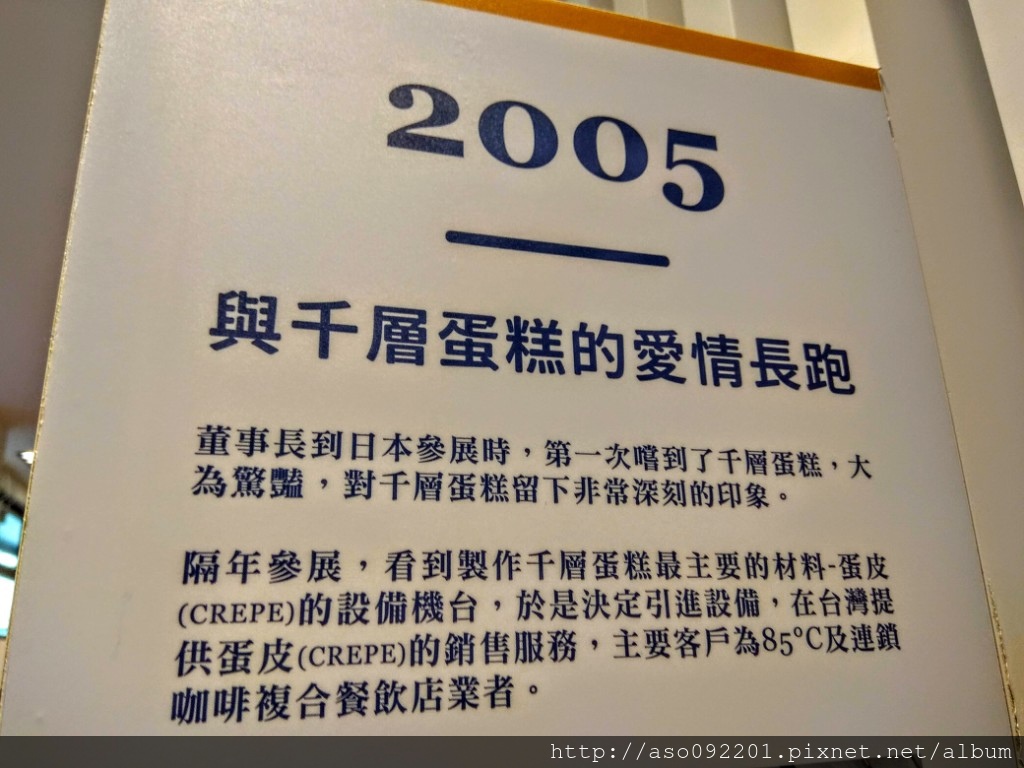 2005
與千層蛋糕的愛情長跑
董事長到日本參展時，第一次嚐到了千層蛋糕，大
為驚豔，對千層蛋糕留下非常深刻的印象。
隔年參展，看到製作千層蛋糕最主要的材料-蛋皮
(CREPE)的設備機台，於是決定引進設備，在台灣提
供蛋皮(CREPE)的銷售服務，主要客戶為85°C及連鎖
咖啡複合餐飲店業者。
http://aso092201.pixnet.net/album